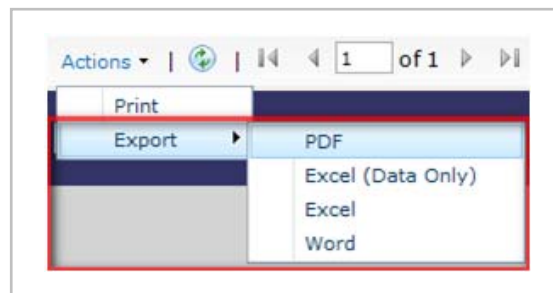 Actions | | 1 of 1
Print
Export PDF
Excel (Data Only)
Excel
Word